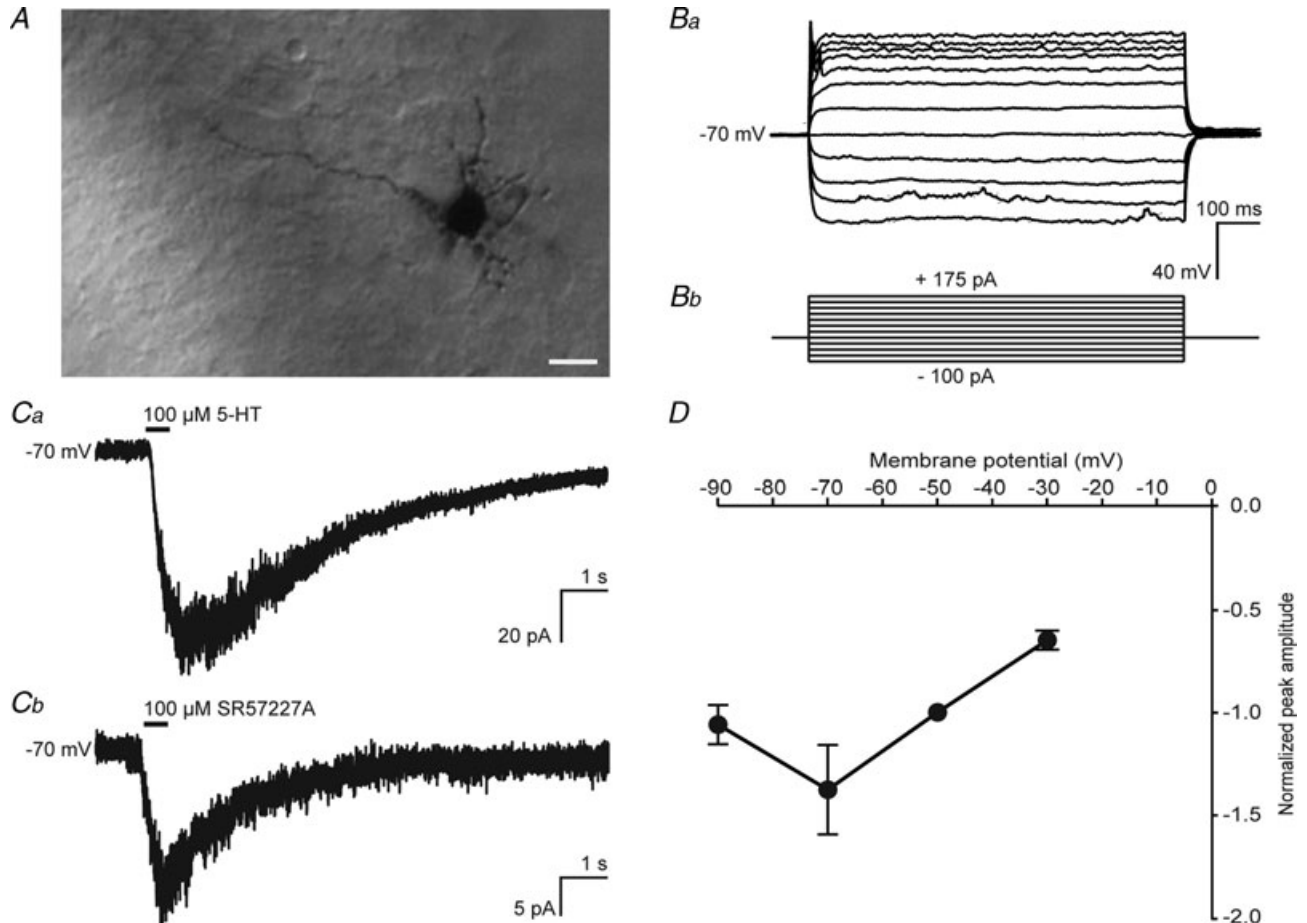 A
Ba
-70 mV
100 ms
40 mV
Bb
+ 175 pA
- 100 pA
Ca
100 µM 5-HT
-70 mV
1 s
20 pA
Cb
100 µM SR57227A
-70 mV
1 s
5 pA
D
Membrane potential (mV)
-90 -80 -70 -60 -50 -40 -30 -20 -10 0
0.0
-0.5
-1.0
-1.5
-2.0
Normalized peak amplitude